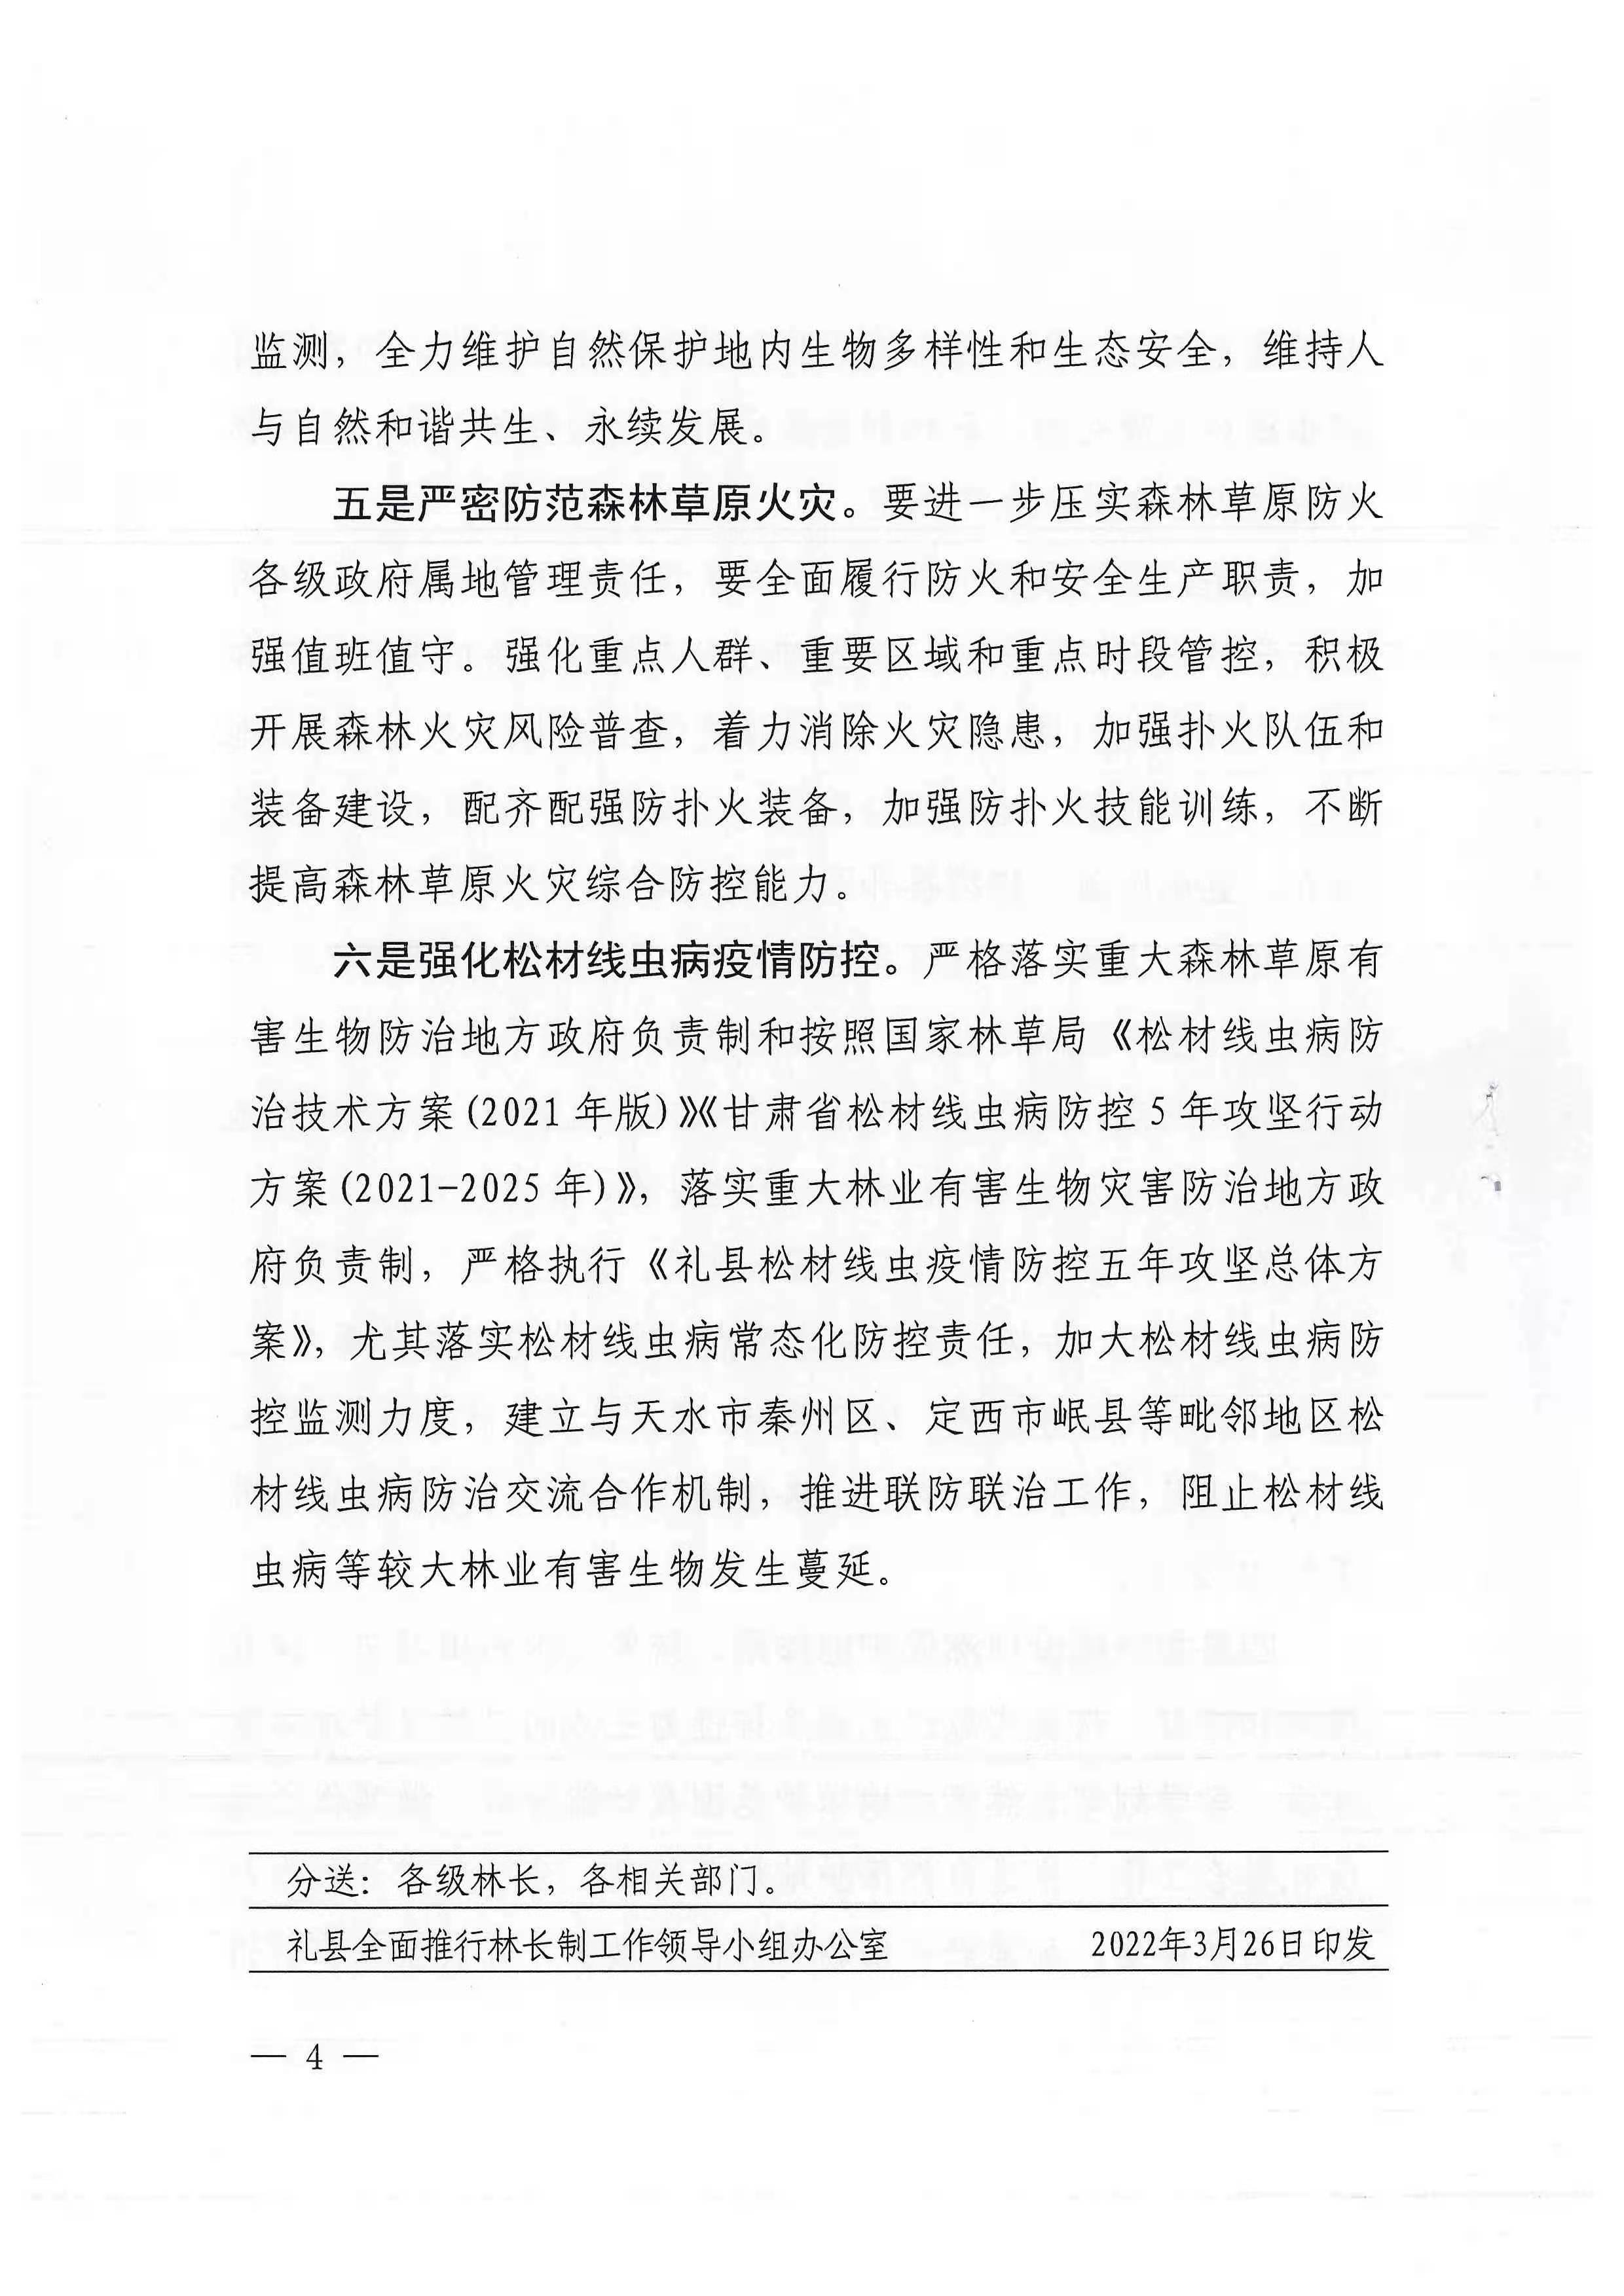 监测，全力维护自然保护地内生物多样性和生态安全，维持人
与自然和谐共生、永续发展。
五是严密防范森林草原火灾。要进一步压实森林草原防火
各级政府属地管理责任，要全面履行防火和安全生产职责，加
强值班值守。强化重点人群、重要区域和重点时段管控，积极
开展森林火灾风险普查，着力消除火灾隐患，加强扑火队伍和
装备建设，配齐配强防扑火装备，加强防扑火技能训练，不断
提高森林草原火灾综合防控能力。
六是强化松材线虫病疫情防控。严格落实重大森林草原有
害生物防治地方政府负责制和按照国家林草局《松材线虫病防
治技术方案(2021年版)》《甘肃省松材线虫病防控5年攻坚行动
方案(2021-2025年)》，落实重大林业有害生物灾害防治地方政
府负责制，严格执行《礼县松材线虫疫情防控五年攻坚总体方
案》，尤其落实松材线虫病常态化防控责任，加大松材线虫病防
控监测力度，建立与天水市秦州区、定西市岷县等毗邻地区松
材线虫病防治交流合作机制，推进联防联治工作，阻止松材线
虫病等较大林业有害生物发生蔓延。
分送：各级林长，各相关部门。
礼县全面推行林长制工作领导小组办公室 2022年3月26日印发
— 4 —